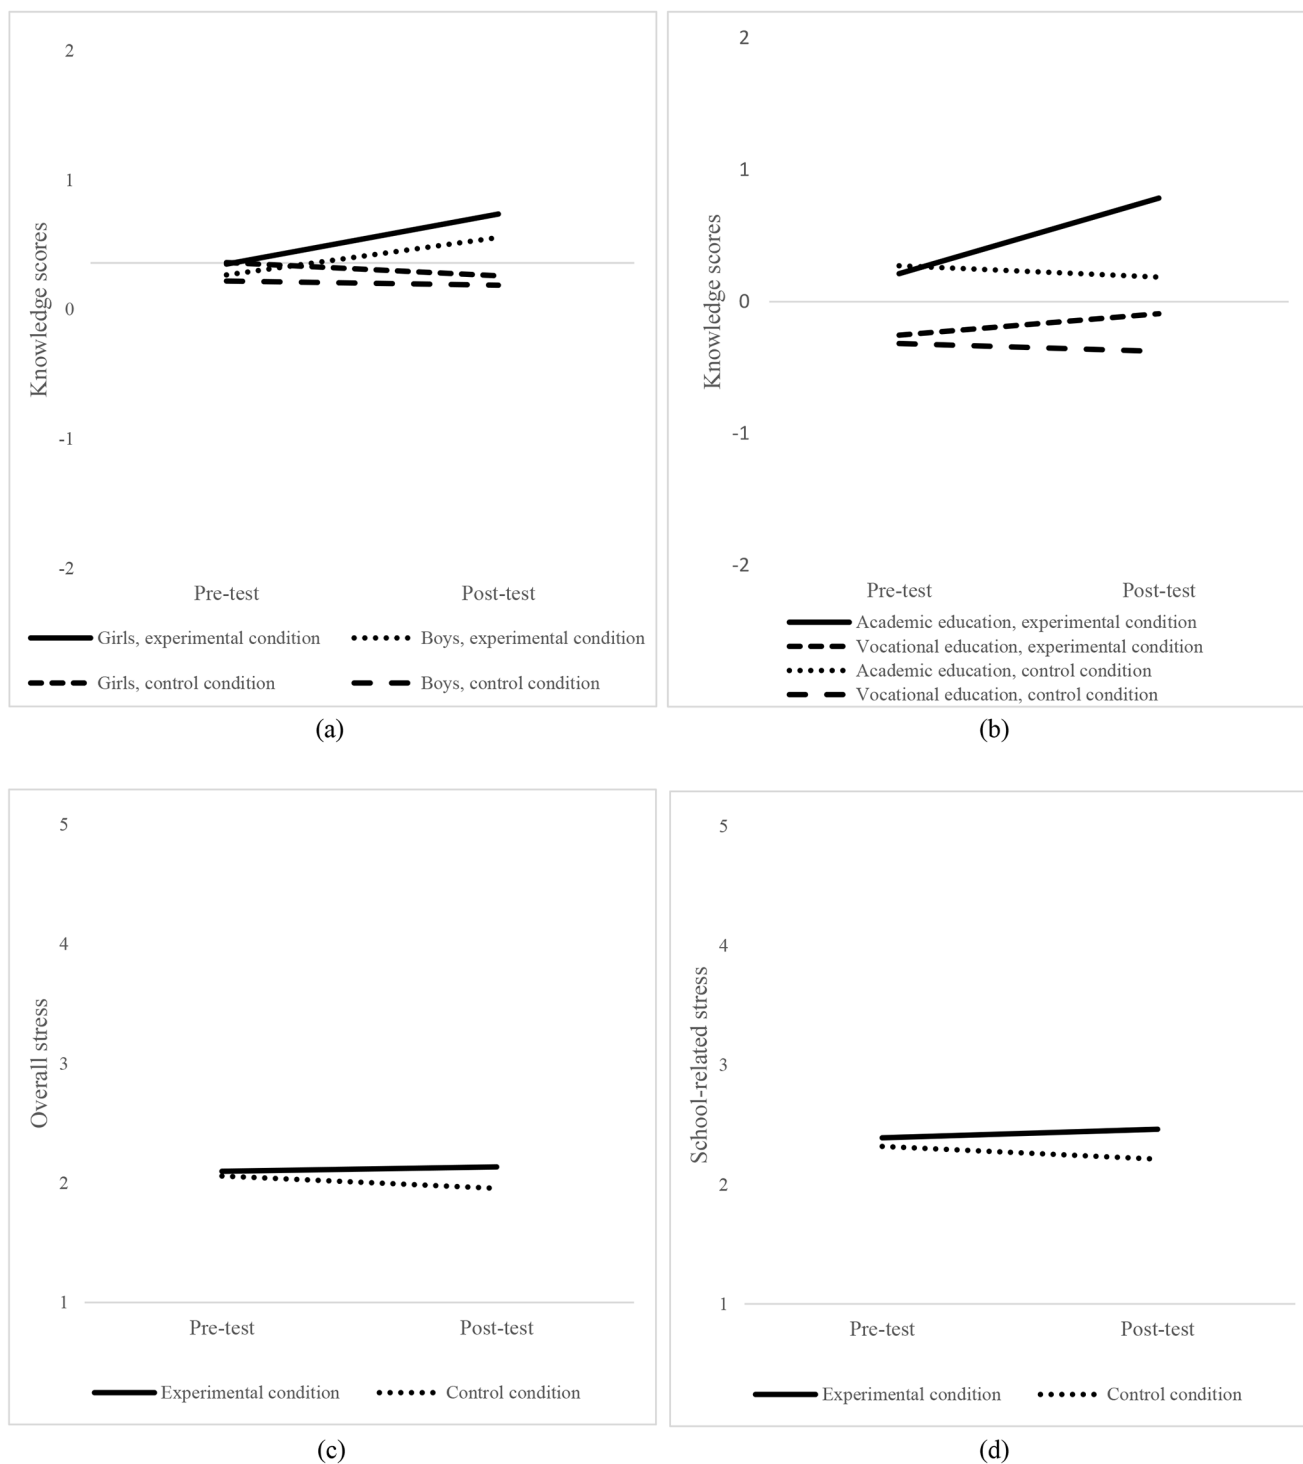 2
1
0
-1
-2
Knowledge scores
Pre-test Post-test
Girls, experimental condition Boys, experimental condition
Girls, control condition Boys, control condition
(a)
2
1
0
-1
-2
Knowledge scores
Pre-test Post-test
Academic education, experimental condition
Vocational education, experimental condition
Academic education, control condition
Vocational education, control condition
(b)
5
4
3
2
1
Overall stress
Pre-test Post-test
Experimental condition Control condition
(c)
5
4
3
2
1
School-related stress
Pre-test Post-test
Experimental condition Control condition
(d)